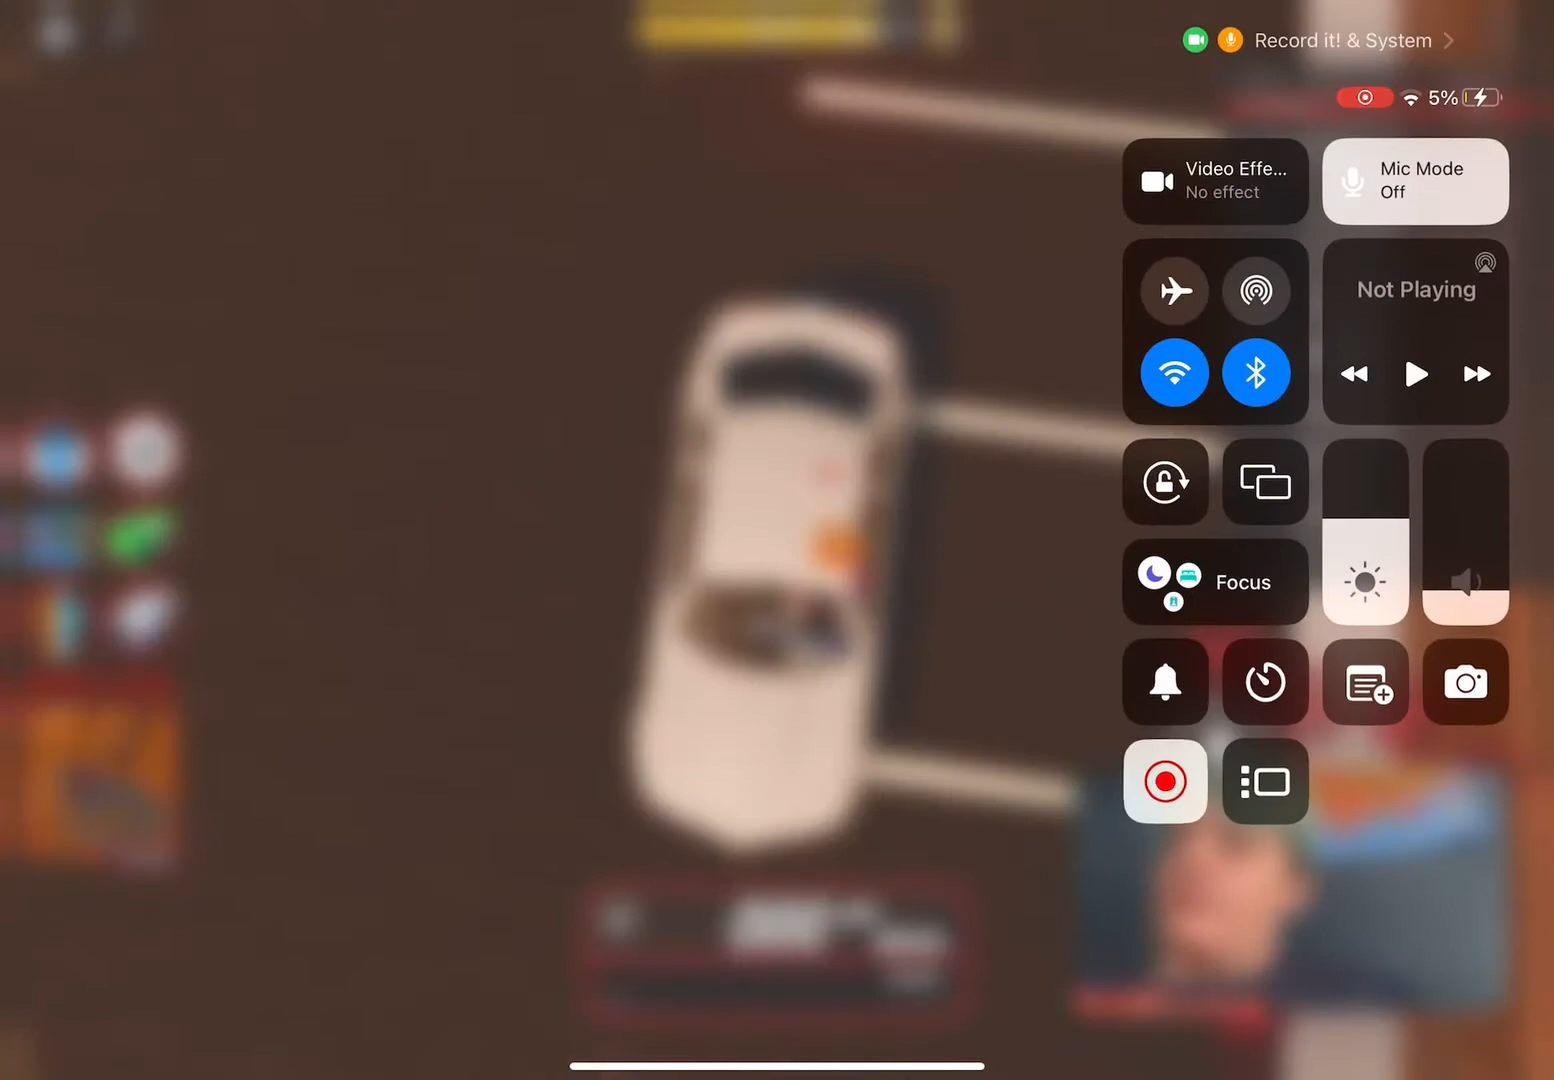 Record it! & System
5%
Video Effe...
No effect
Mic Mode
Off
Not Playing
Focus